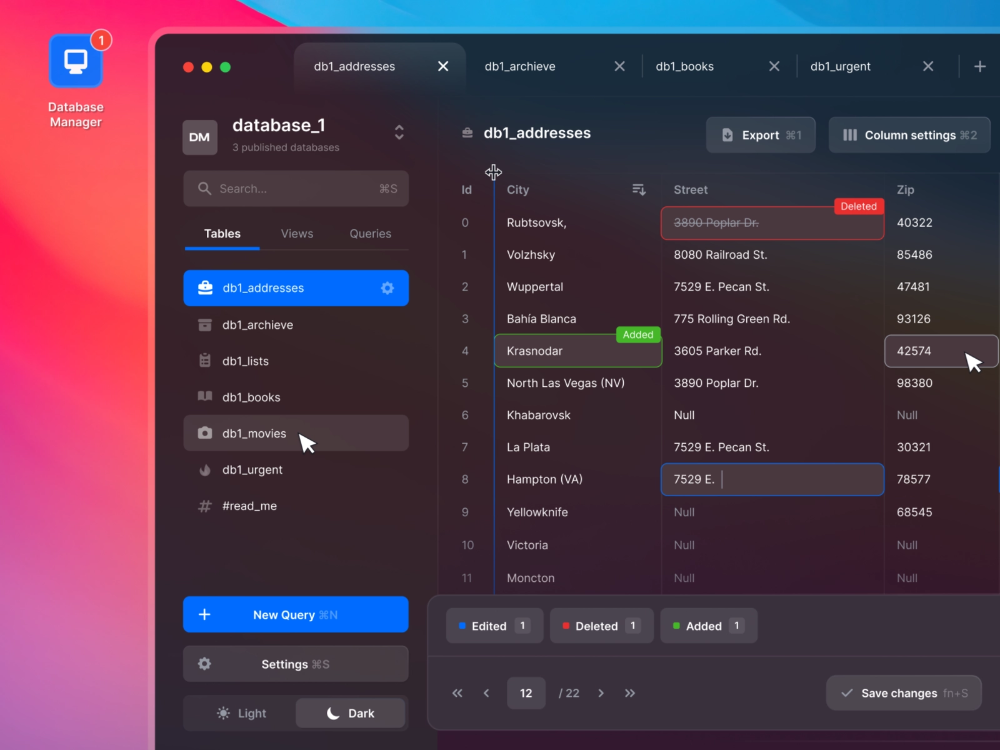 1
Database
Manager
db1_addresses
db1_archieve
db1_books
db1_urgent
DM
database_1
3 published databases
Search...
⌘S
Tables
Views
Queries
db1_addresses
db1_archieve
db1_lists
db1_books
db1_movies
db1_urgent
#read_me
New Query ⌘N
Settings ⌘S
Light
Dark
db1_addresses
Export ⌘1
Column settings ⌘2
Id City Street Zip
Deleted
0 Rubtsovsk, 3890 Poplar Dr. 40322
1 Volzhsky 8080 Railroad St. 85486
2 Wuppertal 7529 E. Pecan St. 47481
3 Bahía Blanca 775 Rolling Green Rd. 93126
Added
4 Krasnodar 3605 Parker Rd. 42574
5 North Las Vegas (NV) 3890 Poplar Dr. 98380
6 Khabarovsk Null Null
7 La Plata 7529 E. Pecan St. 30321
8 Hampton (VA) 7529 E. 78577
9 Yellowknife Null 68545
10 Victoria Null Null
11 Moncton Null Null
Edited 1
Deleted 1
Added 1
12 / 22
Save changes fn+S